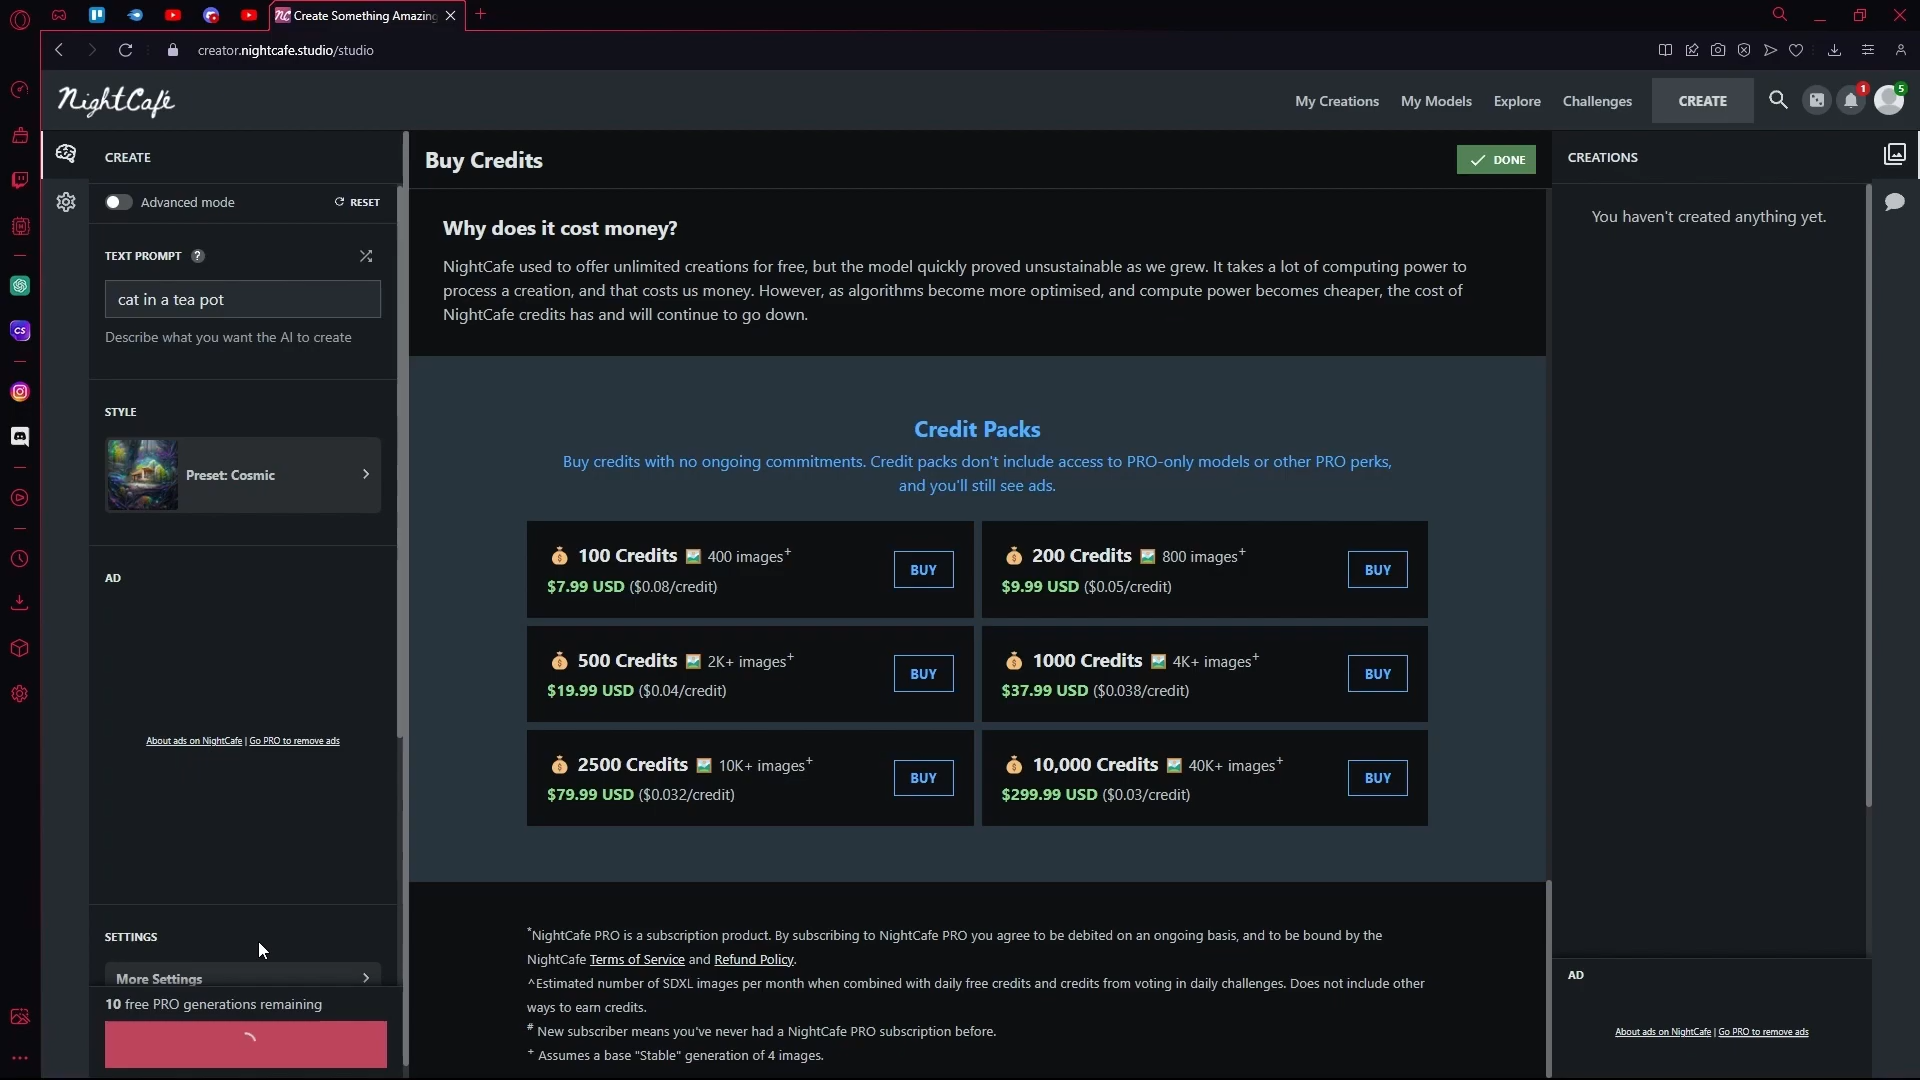 Create Something Amazing
creator.nightcafe.studio/studio
NightCafé
My Creations
My Models
Explore
Challenges
CREATE
1
5
CREATE
Advanced mode
RESET
TEXT PROMPT ?
cat in a tea pot
Describe what you want the AI to create
STYLE
Preset: Cosmic
AD
About ads on NightCafe | Go PRO to remove ads
SETTINGS
More Settings
10 free PRO generations remaining
Buy Credits
DONE
Why does it cost money?
NightCafe used to offer unlimited creations for free, but the model quickly proved unsustainable as we grew. It takes a lot of computing power to
process a creation, and that costs us money. However, as algorithms become more optimised, and compute power becomes cheaper, the cost of
NightCafe credits has and will continue to go down.
Credit Packs
Buy credits with no ongoing commitments. Credit packs don't include access to PRO-only models or other PRO perks,
and you'll still see ads.
100 Credits 400 images+
$7.99 USD ($0.08/credit)
BUY
200 Credits 800 images+
$9.99 USD ($0.05/credit)
BUY
500 Credits 2K+ images+
$19.99 USD ($0.04/credit)
BUY
1000 Credits 4K+ images+
$37.99 USD ($0.038/credit)
BUY
2500 Credits 10K+ images+
$79.99 USD ($0.032/credit)
BUY
10,000 Credits 40K+ images+
$299.99 USD ($0.03/credit)
BUY
*NightCafe PRO is a subscription product. By subscribing to NightCafe PRO you agree to be debited on an ongoing basis, and to be bound by the
NightCafe Terms of Service and Refund Policy.
^Estimated number of SDXL images per month when combined with daily free credits and credits from voting in daily challenges. Does not include other
ways to earn credits.
# New subscriber means you've never had a NightCafe PRO subscription before.
+ Assumes a base "Stable" generation of 4 images.
CREATIONS
You haven't created anything yet.
AD
About ads on NightCafe | Go PRO to remove ads
CS